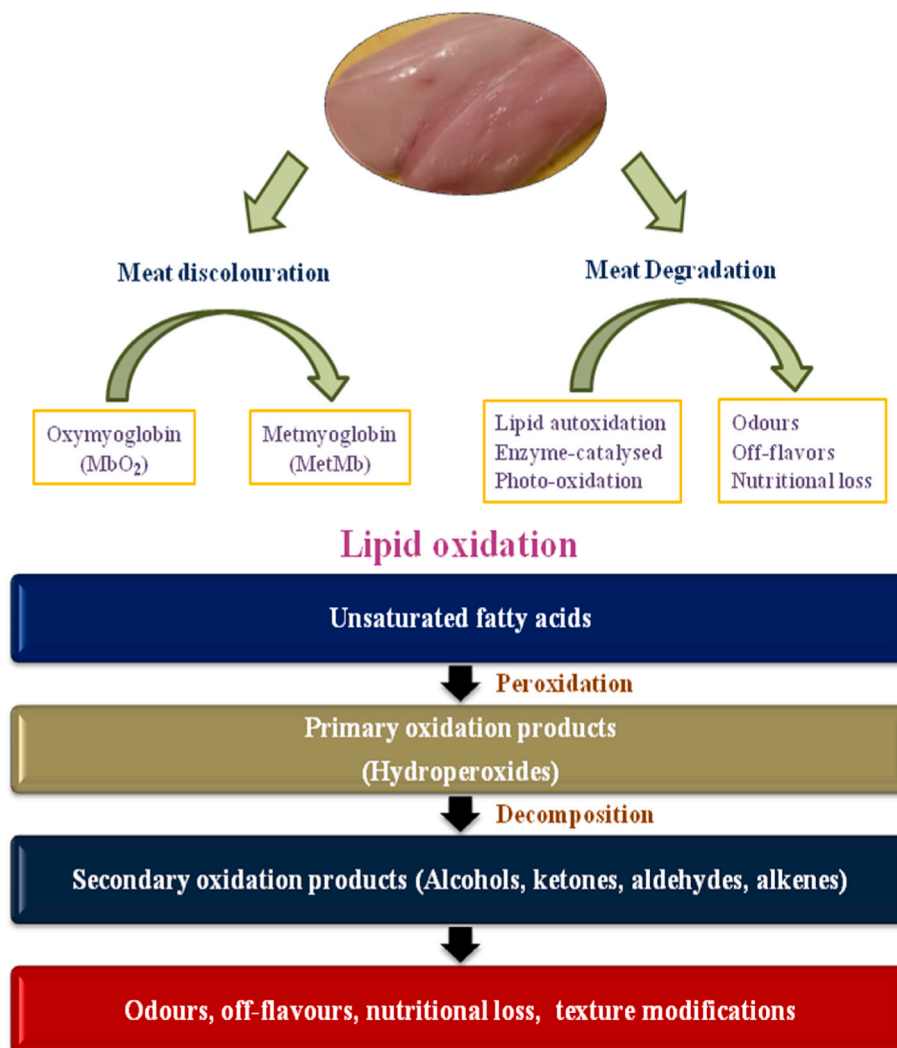 Meat discolouration
Meat Degradation
Oxymyoglobin
(MbO₂)
Metmyoglobin
(MetMb)
Lipid autoxidation
Enzyme-catalysed
Photo-oxidation
Odours
Off-flavors
Nutritional loss
Lipid oxidation
Unsaturated fatty acids
Peroxidation
Primary oxidation products
(Hydroperoxides)
Decomposition
Secondary oxidation products (Alcohols, ketones, aldehydes, alkenes)
Odours, off-flavours, nutritional loss, texture modifications